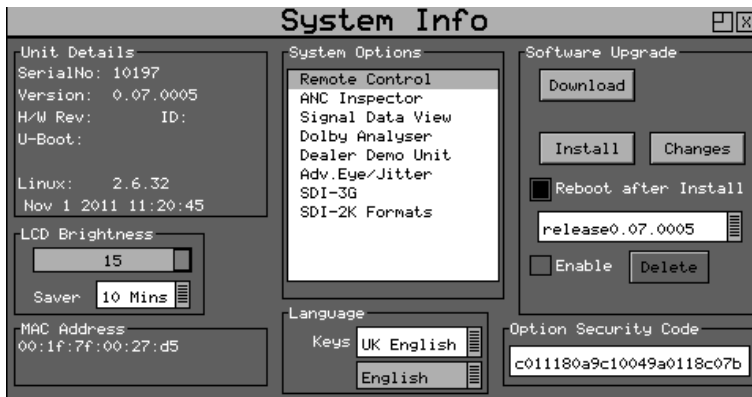 System Info
Unit Details
SerialNo: 10197
Version: 0.07.0005
H/W Rev: ID:
U-Boot:
Linux: 2.6.32
Nov 1 2011 11:20:45
LCD Brightness
15
Saver 10 Mins
MAC Address
00:1f:7f:00:27:d5
System Options
Remote Control
ANC Inspector
Signal Data View
Dolby Analyser
Dealer Demo Unit
Adv.Eye/Jitter
SDI-3G
SDI-2K Formats
Language
Keys UK English
English
Software Upgrade
Download
Install Changes
Reboot after Install
release0.07.0005
Enable Delete
Option Security Code
c011180a9c10049a0118c07b